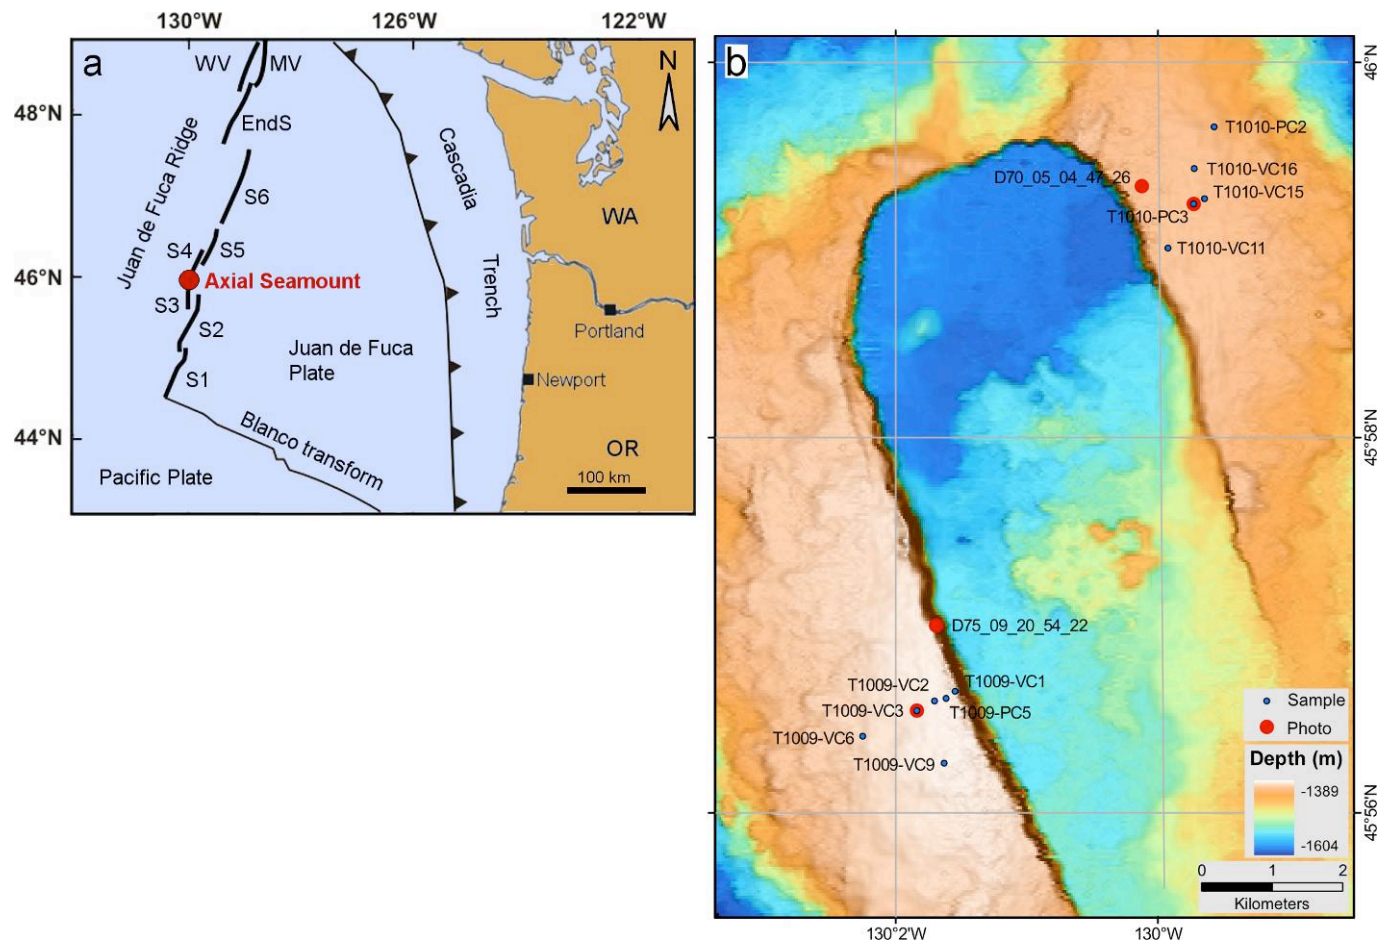 130°W
126°W
122°W
a
WV
MV
N
48°N
EndS
Juan de Fuca Ridge
Cascadia
Trench
S6
WA
S4
S5
46°N
Axial Seamount
S3
S2
Portland
Juan de Fuca
Plate
S1
Newport
44°N
Blanco transform
OR
Pacific Plate
100 km
b
46°N
T1010-PC2
T1010-VC16
D70_05_04_47_26
T1010-VC15
T1010-PC3
T1010-VC11
45°58'N
D75_09_20_54_22
T1009-VC2
T1009-VC1
T1009-VC3
T1009-PC5
T1009-VC6
T1009-VC9
Sample
Photo
Depth (m)
-1389
-1604
45°56'N
0 1 2
Kilometers
130°2'W
130°W